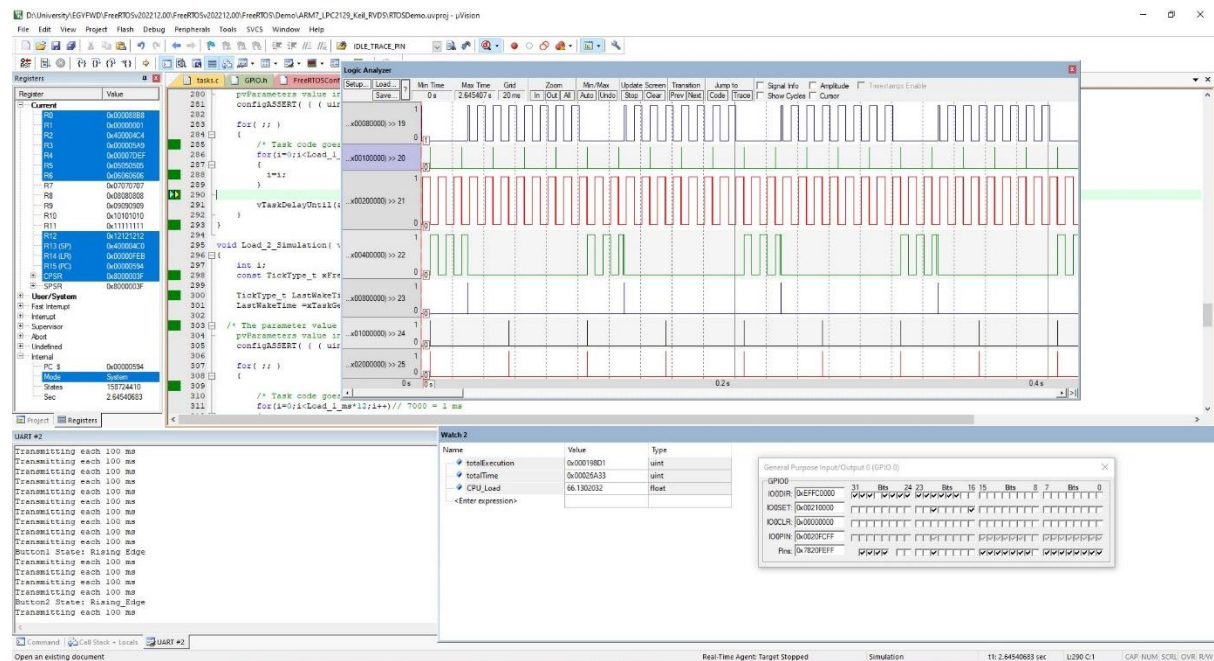 D:\University\EGYFWD\FreeRTOSv202212.00\FreeRTOSv202212.00\FreeRTOS\Demo\ARM7_LPC2129_Keil_RVDS\RTOSDemo.uvproj - µVision
File Edit View Project Flash Debug Peripherals Tools SVCS Window Help
IDLE_TRACE_PIN
Registers
Register Value
Current
R0 0x000088B8
R1 0x00000001
R2 0x400004C4
R3 0x000005A9
R4 0x00007DEF
R5 0x05050505
R6 0x06060606
R7 0x07070707
R8 0x08080808
R9 0x09090909
R10 0x10101010
R11 0x11111111
R12 0x12121212
R13 (SP) 0x400004C0
R14 (LR) 0x00000FEB
R15 (PC) 0x00000594
CPSR 0x8000003F
SPSR 0x8000003F
User/System
Fast Interrupt
Interrupt
Supervisor
Abort
Undefined
Internal
PC $ 0x00000594
Mode System
States 158724410
Sec 2.64540683
Project Registers
tasks.c GPIO.h FreeRTOSConf
280 pvParameters value in
281 configASSERT( ( ( uin
282
283 for( ;; )
284 {
285 /* Task code goes
286 for(i=0;i<Load_1_
287 {
288 i=i;
289 }
290
291 vTaskDelayUntil(&
292 }
293 }
294
295 void Load_2_Simulation( v
296 {
297 int i;
298 const TickType_t xFre
299
300 TickType_t LastWakeTi
301 LastWakeTime =xTaskGe
302
303 /* The parameter value
304 pvParameters value in
305 configASSERT( ( ( uin
306
307 for( ;; )
308 {
309
310 /* Task code goes
311 for(i=0;i<Load_1_ms*12;i++)// 7000 = 1 ms
Logic Analyzer
Setup... Load... Save... ?
Min Time Max Time Grid Zoom Min/Max Update Screen Transition Jump to Signal Info Amplitude Timestamps Enable
0 s 2.645407 s 20 ms In Out All Auto Undo Stop Clear Prev Next Code Trace Show Cycles Cursor
...x00080000) >> 19 1 0
...x00100000) >> 20
...x00200000) >> 21 1 0
...x00400000) >> 22 1 0
...x00800000) >> 23 1 0
...x01000000) >> 24 1 0
...x02000000) >> 25 1 0
0 s 0 s 0.2 s 0.4 s
UART #2
Transmitting each 100 ms
Transmitting each 100 ms
Transmitting each 100 ms
Transmitting each 100 ms
Transmitting each 100 ms
Transmitting each 100 ms
Transmitting each 100 ms
Transmitting each 100 ms
Transmitting each 100 ms
Transmitting each 100 ms
Button1 State: Rising Edge
Transmitting each 100 ms
Transmitting each 100 ms
Transmitting each 100 ms
Transmitting each 100 ms
Button2 State: Rising_Edge
Transmitting each 100 ms
Command Call Stack + Locals UART #2
Watch 2
Name Value Type
totalExecution 0x000198D1 uint
totalTime 0x00026A33 uint
CPU_Load 66.1302032 float
<Enter expression>
General Purpose Input/Output 0 (GPIO 0)
GPIO0
31 Bits 24 23 Bits 16 15 Bits 8 7 Bits 0
IO0DIR: 0xEFFC0000
IO0SET: 0x00210000
IO0CLR: 0x00000000
IO0PIN: 0x0020FCFF
Pins: 0x7820FEFF
Open an existing document
Real-Time Agent: Target Stopped
Simulation
t1: 2.64540683 sec
L:290 C:1
CAP NUM SCRL OVR R/W